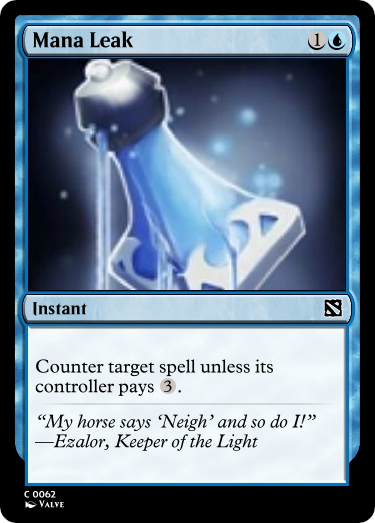 Mana Leak 1
Instant
Counter target spell unless its
controller pays 3.
“My horse says ‘Neigh’ and so do I!”
—Ezalor, Keeper of the Light
C 0062
Valve